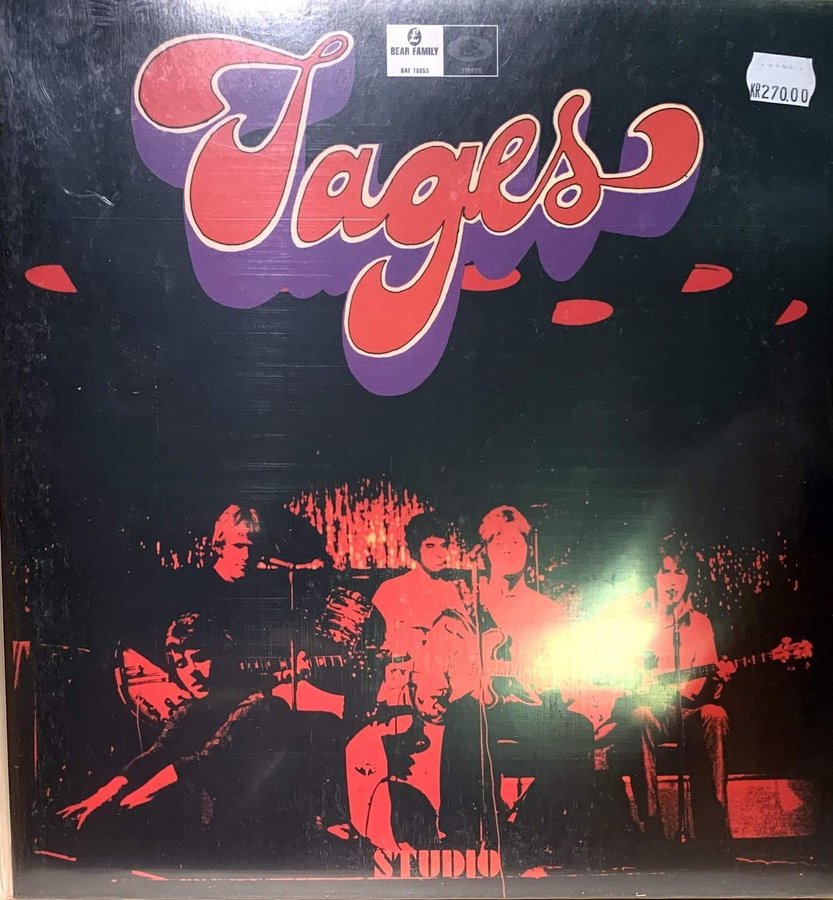 BEAR FAMILY
BAF 18053
STEREO
KR270.00
Tages
STUDIO